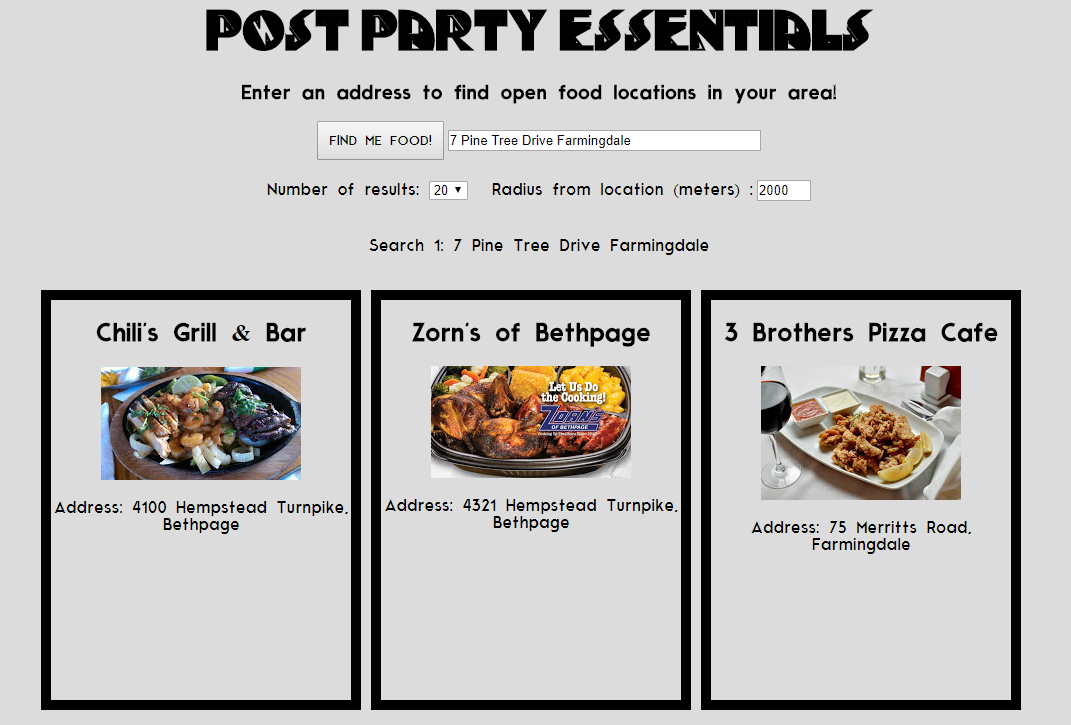 POST PARTY ESSENTIALS
Enter an address to find open food locations in your area!
FIND ME FOOD! 7 Pine Tree Drive Farmingdale
Number of results: 20 Radius from location (meters) : 2000
Search 1: 7 Pine Tree Drive Farmingdale
Chili's Grill & Bar
Address: 4100 Hempstead Turnpike,
Bethpage
Zorn's of Bethpage
Let Us Do
the Cooking!
ZORN'S
OF BETHPAGE
Address: 4321 Hempstead Turnpike,
Bethpage
3 Brothers Pizza Cafe
Address: 75 Merritts Road,
Farmingdale